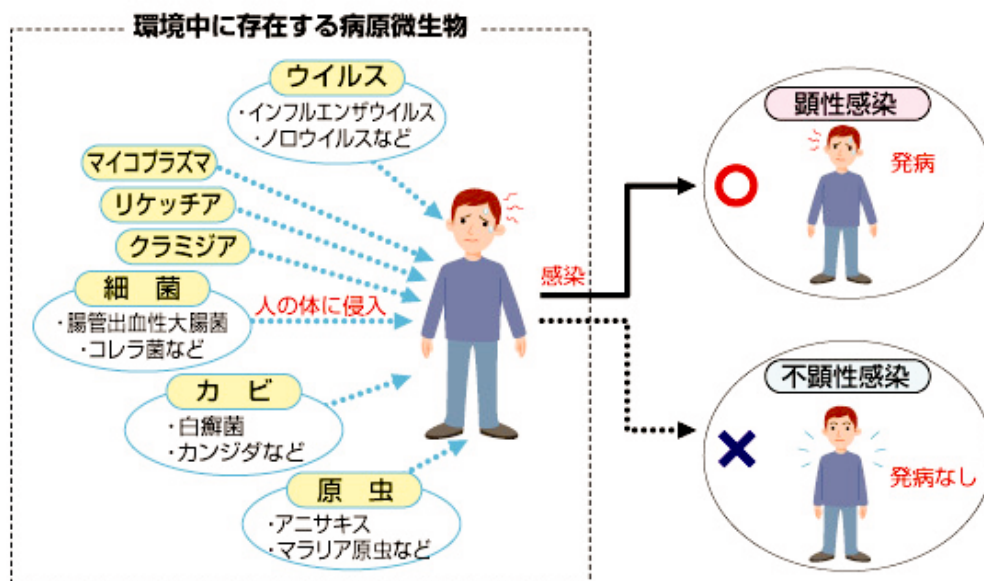 環境中に存在する病原微生物
ウイルス
・インフルエンザウイルス
・ノロウイルスなど
マイコプラズマ
リケッチア
クラミジア
細　菌
・腸管出血性大腸菌
・コレラ菌など
人の体に侵入
カ　ビ
・白癬菌
・カンジダなど
原　虫
・アニサキス
・マラリア原虫など
感染
顕性感染
発病
不顕性感染
発病なし